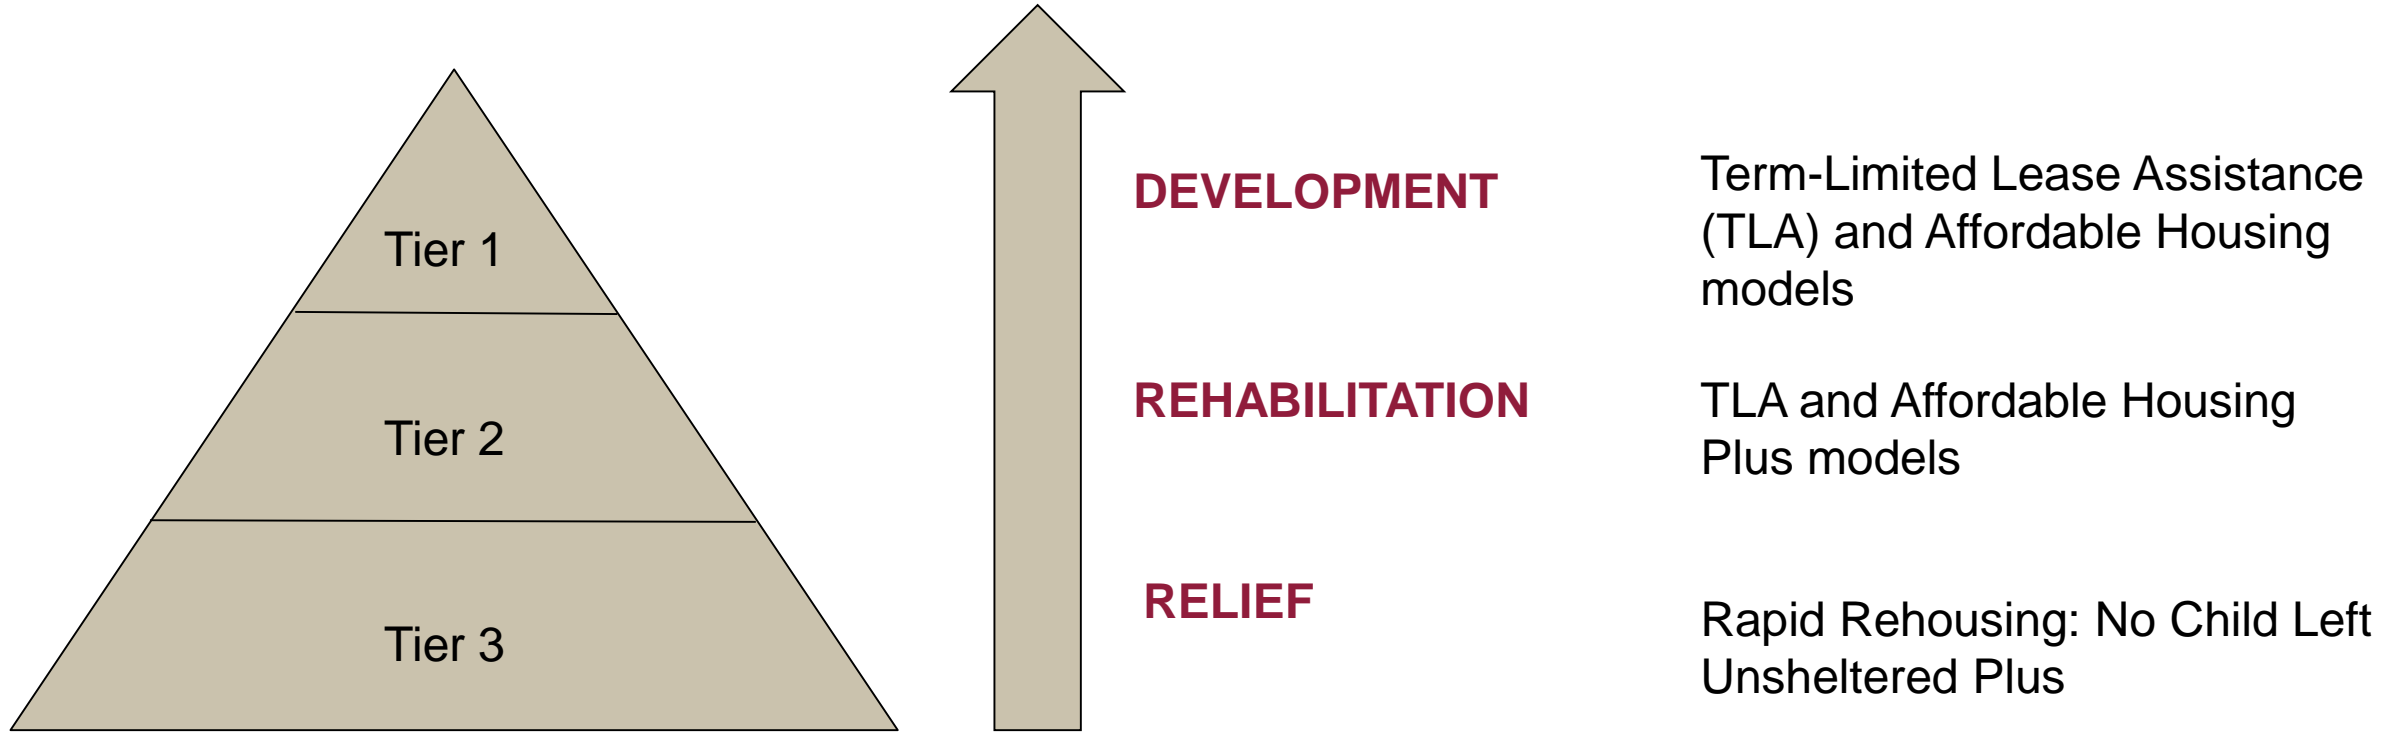 Tier 1
DEVELOPMENT
Term-Limited Lease Assistance
(TLA) and Affordable Housing
models
Tier 2
REHABILITATION
TLA and Affordable Housing
Plus models
Tier 3
RELIEF
Rapid Rehousing: No Child Left
Unsheltered Plus